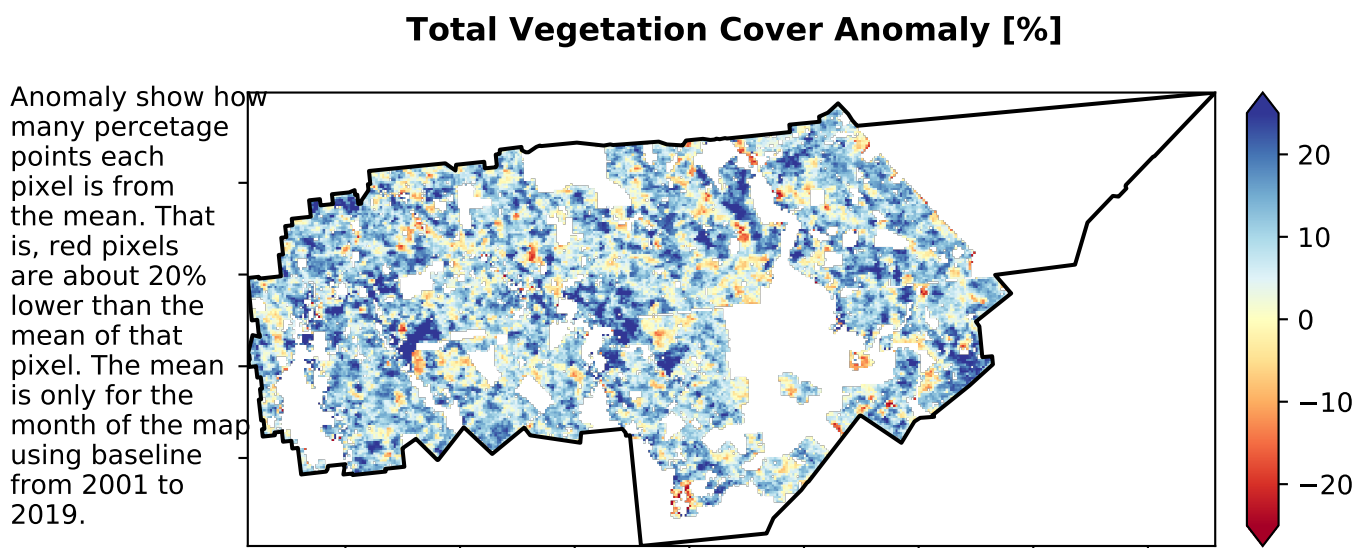 Total Vegetation Cover Anomaly [%]
Anomaly show how
many percetage
points each
pixel is from
the mean. That
is, red pixels
are about 20%
lower than the
mean of that
pixel. The mean
is only for the
month of the map
using baseline
from 2001 to
2019.
20
10
0
−10
−20